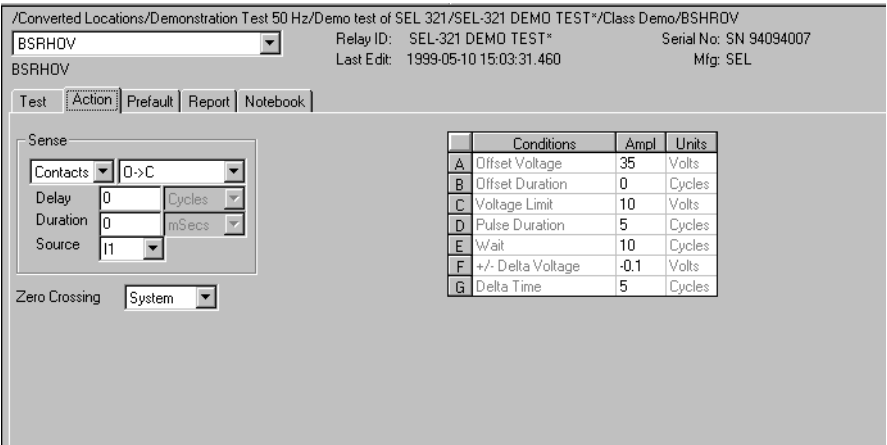 /Converted Locations/Demonstration Test 50 Hz/Demo test of SEL 321/SEL-321 DEMO TEST*/Class Demo/BSHROV
BSRHOV Relay ID: SEL-321 DEMO TEST* Serial No: SN 94094007
BSRHOV Last Edit: 1999-05-10 15:03:31.460 Mfg: SEL
Test Action Prefault Report Notebook
Sense
Contacts O->C
Delay 0 Cycles
Duration 0 mSecs
Source I1
Zero Crossing System
Conditions Ampl Units
A Offset Voltage 35 Volts
B Offset Duration 0 Cycles
C Voltage Limit 10 Volts
D Pulse Duration 5 Cycles
E Wait 10 Cycles
F +/- Delta Voltage -0.1 Volts
G Delta Time 5 Cycles